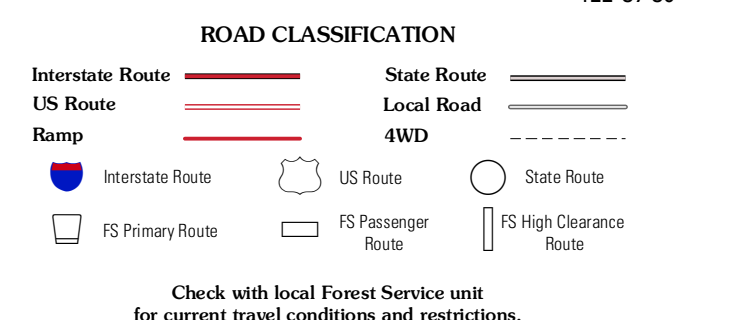 ROAD CLASSIFICATION
Interstate Route
State Route
US Route
Local Road
Ramp
4WD
Interstate Route
US Route
State Route
FS Primary Route
FS Passenger
Route
FS High Clearance
Route
Check with local Forest Service unit
for current travel conditions and restrictions.